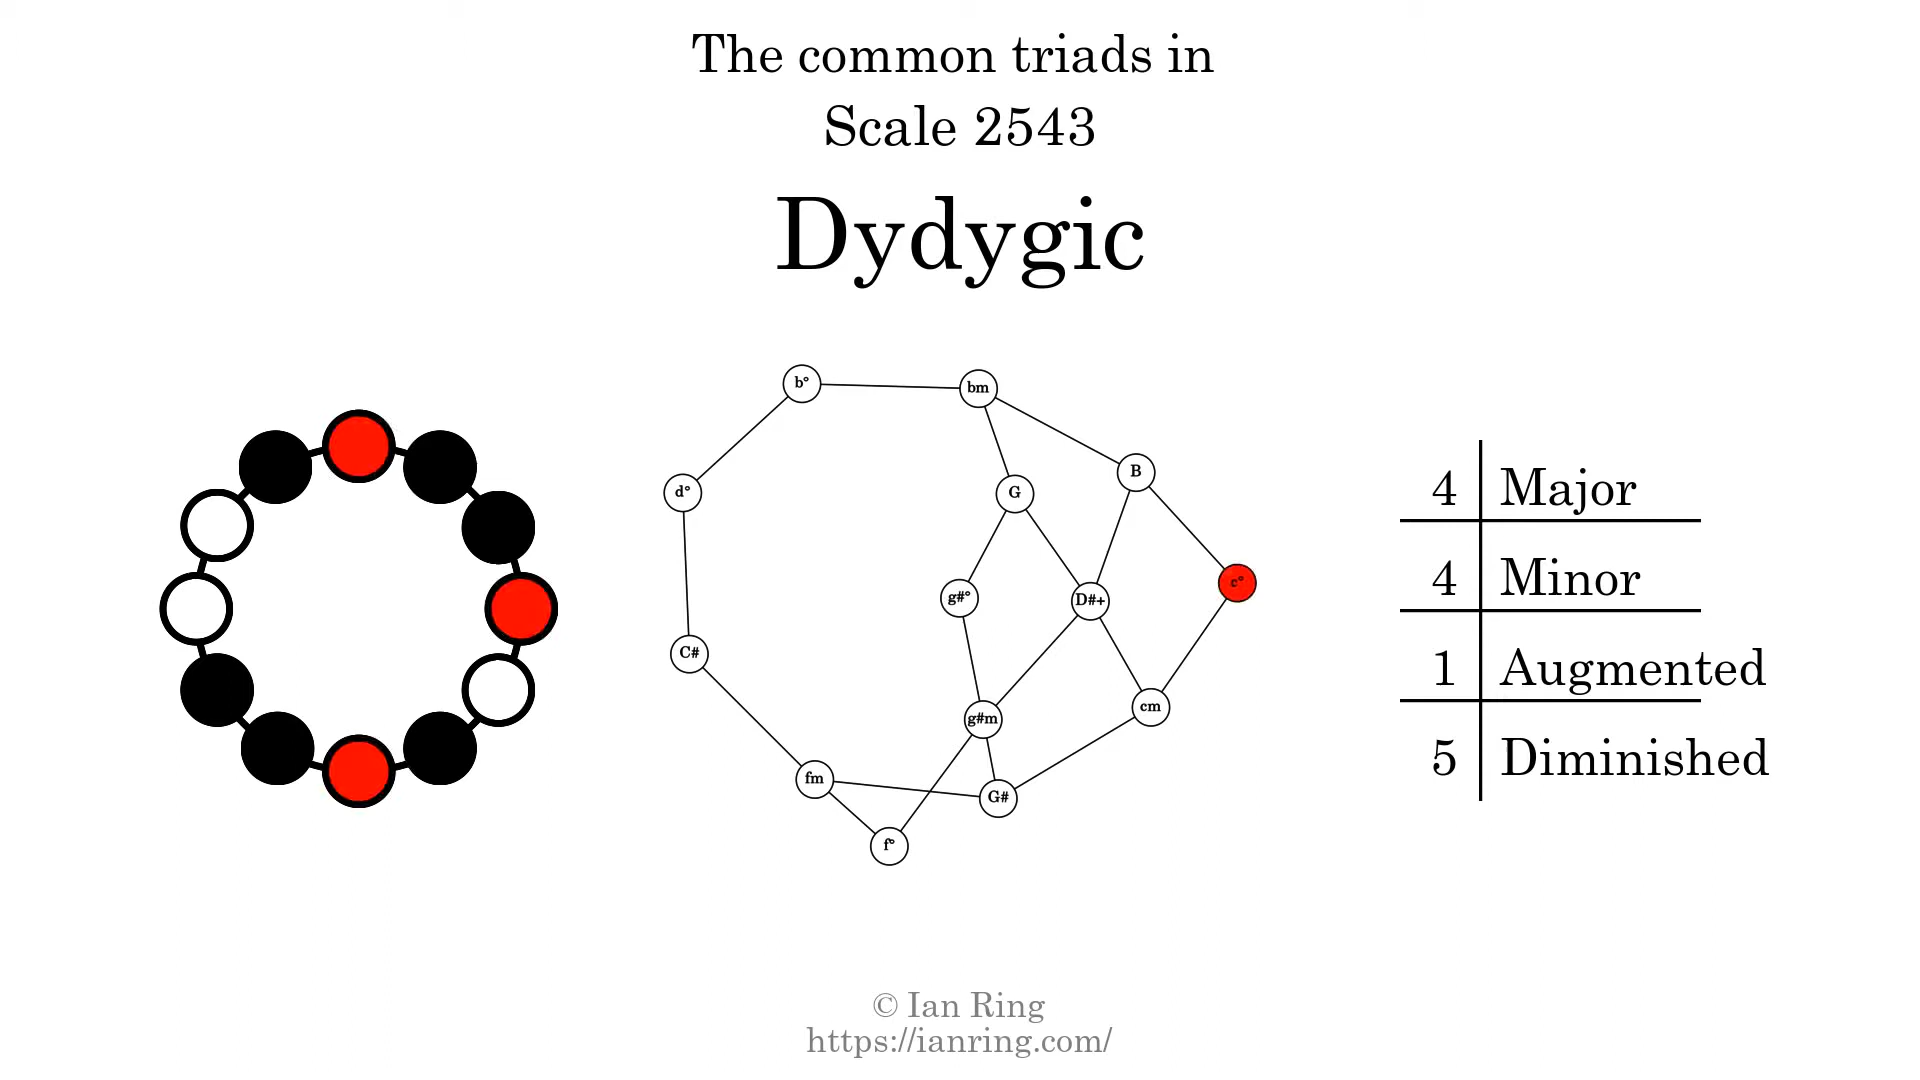 The common triads in
Scale 2543
Dydygic
b°
bm
B
d°
G
c°
g#°
D#+
C#
g#m
cm
fm
G#
f°
4 Major
4 Minor
1 Augmented
5 Diminished
© Ian Ring
https://ianring.com/